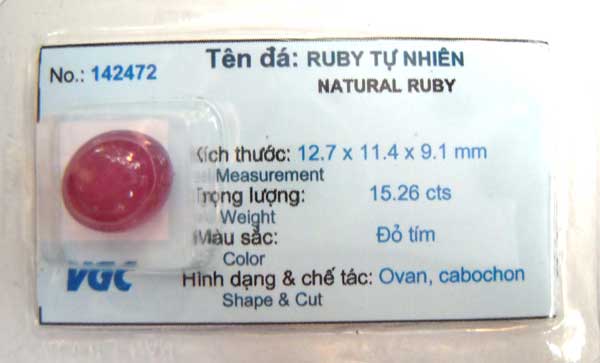 No.: 142472
Tên đá: RUBY TỰ NHIÊN
NATURAL RUBY
Kích thước: 12.7 x 11.4 x 9.1 mm
Measurement
Trọng lượng: 15.26 cts
Weight
Màu sắc: Đỏ tím
Color
Hình dạng & chế tác: Ovan, cabochon
Shape & Cut
VGC